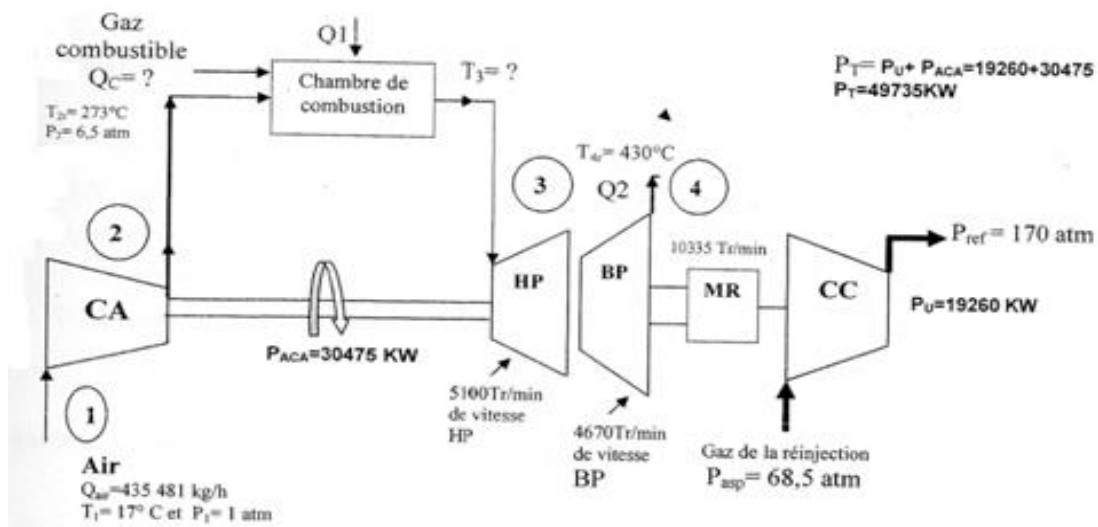 Gaz
combustible
Q_C= ?
T_2r= 273°C
P_2= 6,5 atm
Q1
Chambre de
combustion
T_3= ?
P_T= P_U+ P_ACA=19260+30475
P_T=49735KW
T_4r= 430°C
Q2
3
4
2
CA
HP
BP
10335 Tr/min
MR
CC
P_ref = 170 atm
P_U=19260 KW
P_ACA=30475 KW
5100Tr/min
de vitesse
HP
4670Tr/min
de vitesse
BP
Gaz de la réinjection
P_asp= 68,5 atm
1
Air
Q_air=435 481 kg/h
T_1= 17° C et P_1= 1 atm